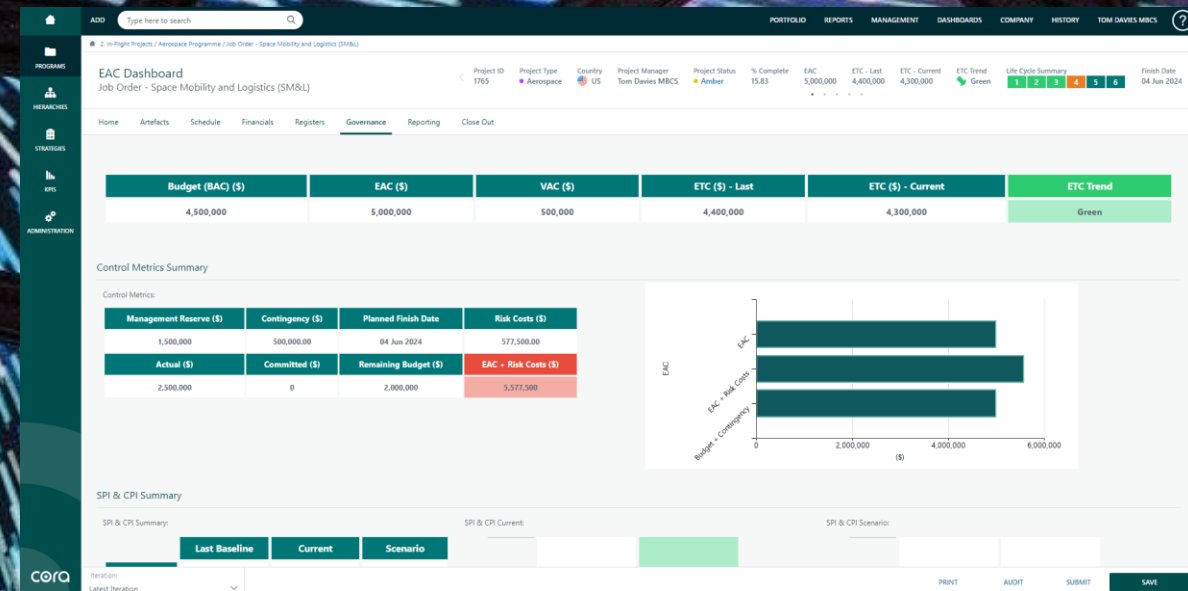 ADD Type here to search PORTFOLIO REPORTS MANAGEMENT DASHBOARDS COMPANY HISTORY TOM DAVIES MBCS ?
PROGRAMS
HIERARCHIES
STRATEGIES
KPIS
ADMINISTRATION
2. In-Flight Projects / Aerospace Programme / Job Order - Space Mobility and Logistics (SM&L)
EAC Dashboard
Job Order - Space Mobility and Logistics (SM&L)
Project ID Project Type Country Project Manager Project Status % Complete EAC ETC - Last ETC - Current ETC Trend Life Cycle Summary Finish Date
1765 Aerospace US Tom Davies MBCS Amber 15.83 5,000,000 4,400,000 4,300,000 Green 1 2 3 4 5 6 04 Jun 2024
Home Artefacts Schedule Financials Registers Governance Reporting Close Out
Budget (BAC) ($) EAC ($) VAC ($) ETC ($) - Last ETC ($) - Current ETC Trend
4,500,000 5,000,000 500,000 4,400,000 4,300,000 Green
Control Metrics Summary
Control Metrics:
Management Reserve ($) Contingency ($) Planned Finish Date Risk Costs ($)
1,500,000 500,000.00 04 Jun 2024 577,500.00
Actual ($) Committed ($) Remaining Budget ($) EAC + Risk Costs ($)
2,500,000 0 2,000,000 5,577,500
EAC
EAC
EAC + Risk Costs
Budget + Contingency
0 2,000,000 4,000,000 6,000,000
($)
SPI & CPI Summary
SPI & CPI Summary: SPI & CPI Current: SPI & CPI Scenario:
Last Baseline Current Scenario
cora
Iteration:
Latest Iteration
PRINT AUDIT SUBMIT SAVE